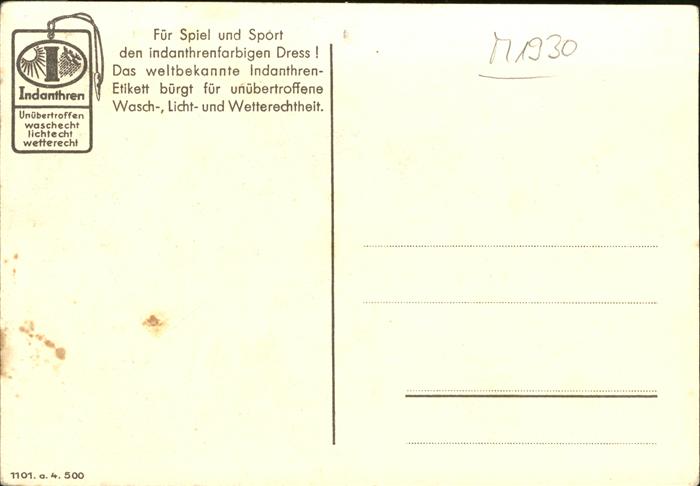 Für Spiel und Sport
den indanthrenfarbigen Dress!
Das weltbekannte Indanthren-
Etikett bürgt für unübertroffene
Wasch-, Licht- und Wetterechtheit.
I
Indanthren
Unübertroffen
waschecht
lichtecht
wetterecht
M1930
1101. a. 4. 500